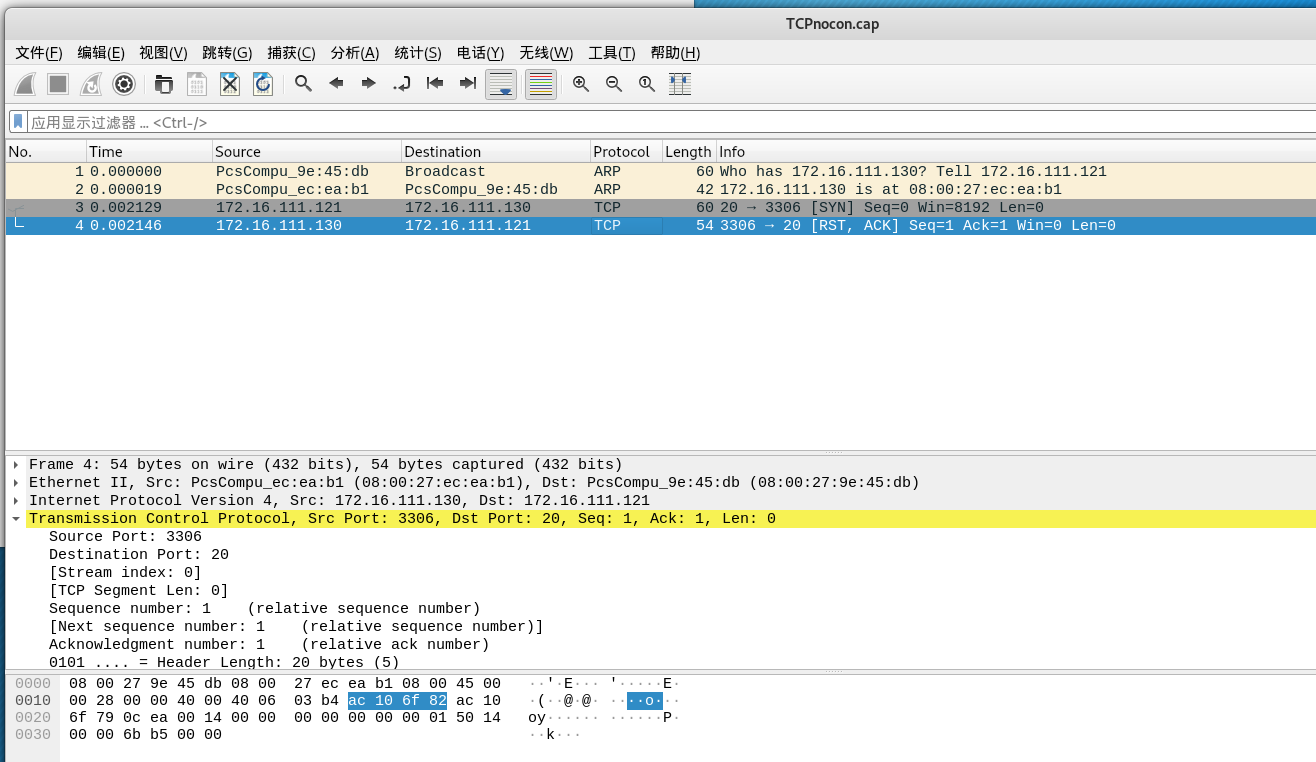 TCPnocon.cap
文件(F) 编辑(E) 视图(V) 跳转(G) 捕获(C) 分析(A) 统计(S) 电话(Y) 无线(W) 工具(T) 帮助(H)
应用显示过滤器 … <Ctrl-/>
No. Time Source Destination Protocol Length Info
1 0.000000 PcsCompu_9e:45:db Broadcast ARP 60 Who has 172.16.111.130? Tell 172.16.111.121
2 0.000019 PcsCompu_ec:ea:b1 PcsCompu_9e:45:db ARP 42 172.16.111.130 is at 08:00:27:ec:ea:b1
3 0.002129 172.16.111.121 172.16.111.130 TCP 60 20 → 3306 [SYN] Seq=0 Win=8192 Len=0
4 0.002146 172.16.111.130 172.16.111.121 TCP 54 3306 → 20 [RST, ACK] Seq=1 Ack=1 Win=0 Len=0
Frame 4: 54 bytes on wire (432 bits), 54 bytes captured (432 bits)
Ethernet II, Src: PcsCompu_ec:ea:b1 (08:00:27:ec:ea:b1), Dst: PcsCompu_9e:45:db (08:00:27:9e:45:db)
Internet Protocol Version 4, Src: 172.16.111.130, Dst: 172.16.111.121
Transmission Control Protocol, Src Port: 3306, Dst Port: 20, Seq: 1, Ack: 1, Len: 0
Source Port: 3306
Destination Port: 20
[Stream index: 0]
[TCP Segment Len: 0]
Sequence number: 1 (relative sequence number)
[Next sequence number: 1 (relative sequence number)]
Acknowledgment number: 1 (relative ack number)
0101 .... = Header Length: 20 bytes (5)
0000 08 00 27 9e 45 db 08 00 27 ec ea b1 08 00 45 00 ··'·E··· '·····E·
0010 00 28 00 00 40 00 40 06 03 b4 ac 10 6f 82 ac 10 ·(··@·@· ····o···
0020 6f 79 0c ea 00 14 00 00 00 00 00 00 00 01 50 14 oy······ ······P·
0030 00 00 6b b5 00 00 ··k···